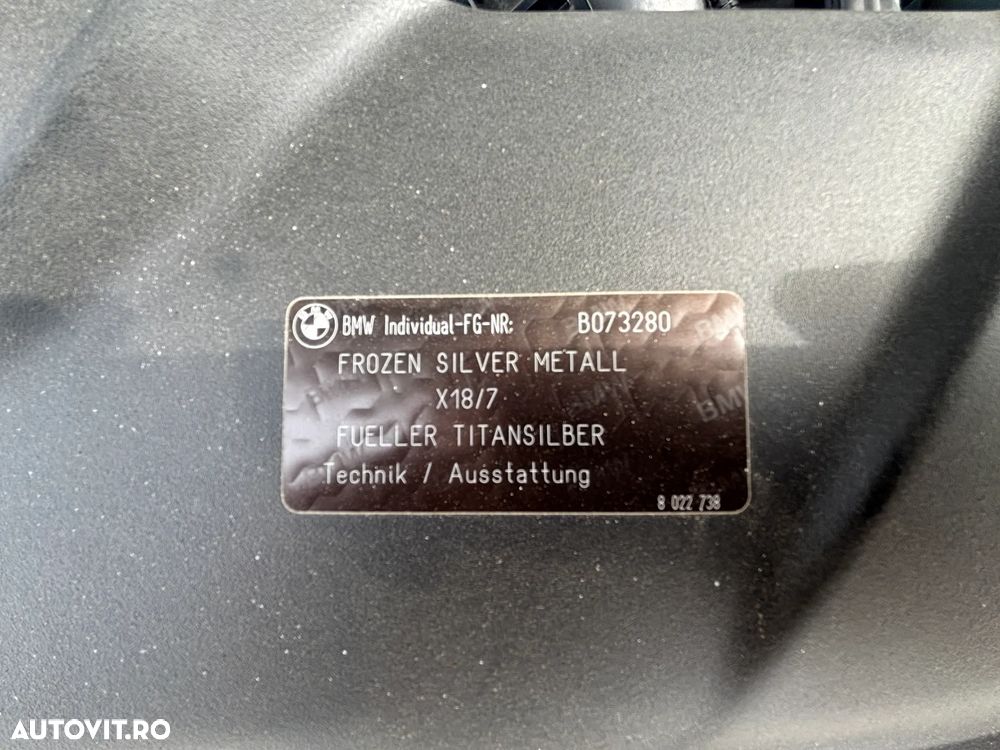 BMW Individual-FG-NR: B073280
FROZEN SILVER METALL
X18/7
FUELLER TITANSILBER
Technik / Ausstattung
8 022 738
AUTOVIT.RO